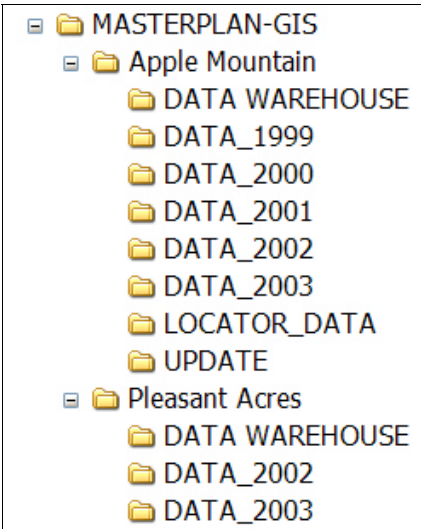 MASTERPLAN-GIS
Apple Mountain
DATA WAREHOUSE
DATA_1999
DATA_2000
DATA_2001
DATA_2002
DATA_2003
LOCATOR_DATA
UPDATE
Pleasant Acres
DATA WAREHOUSE
DATA_2002
DATA_2003